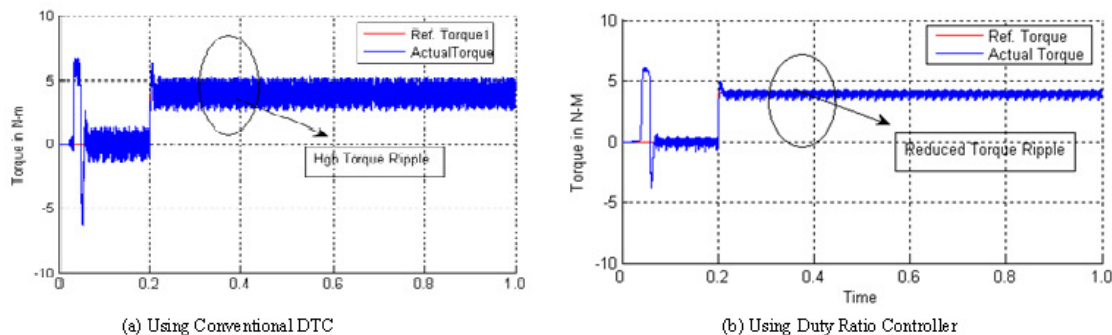 10
5
0
-5
-10
Torque in N-m
Ref. Torque1
ActualTorque
Hgh Torque Ripple
0 0.2 0.4 0.6 0.8 1.0
(a) Using Conventional DTC
10
5
0
-5
-10
Torque in N-M
Ref. Torque
Actual Torque
Reduced Torque Ripple
0 0.2 0.4 0.6 0.8 1.0
Time
(b) Using Duty Ratio Controller